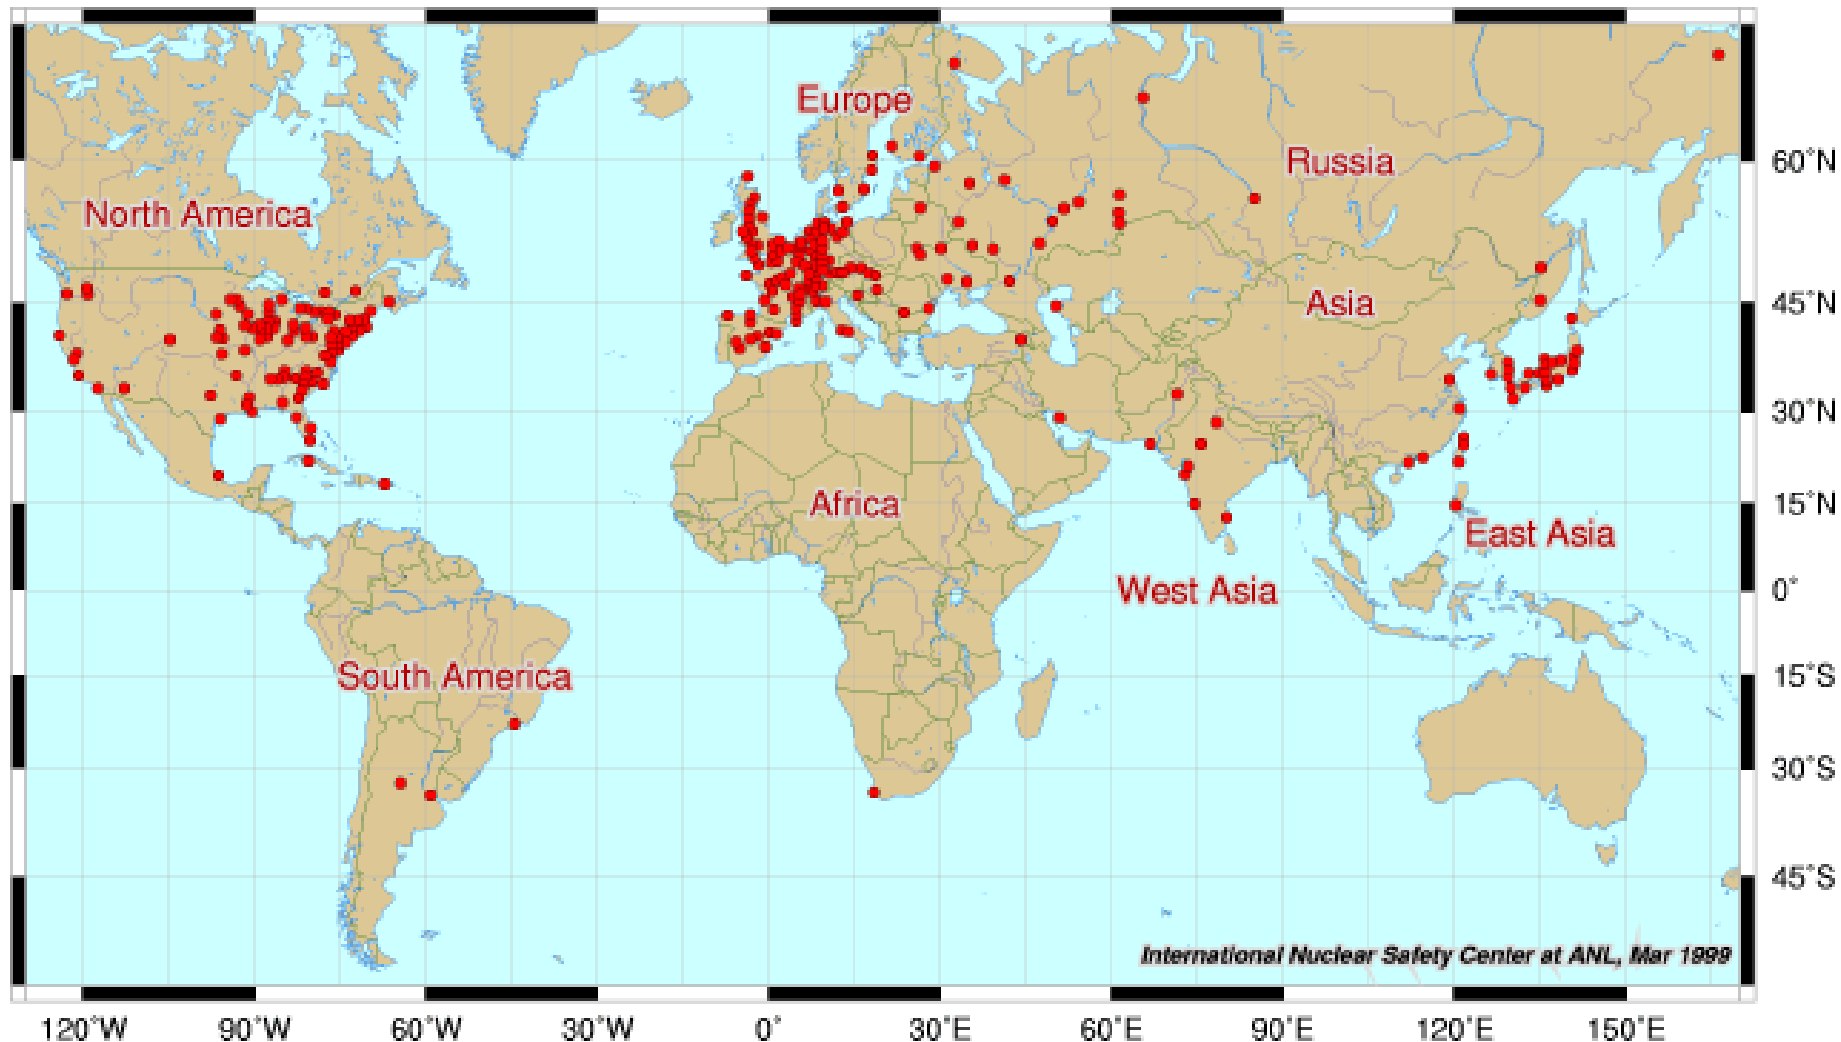 Europe
Russia
North America
Asia
Africa
East Asia
West Asia
South America
International Nuclear Safety Center at ANL, Mar 1999
60°N
45°N
30°N
15°N
0°
15°S
30°S
45°S
120°W
90°W
60°W
30°W
0°
30°E
60°E
90°E
120°E
150°E